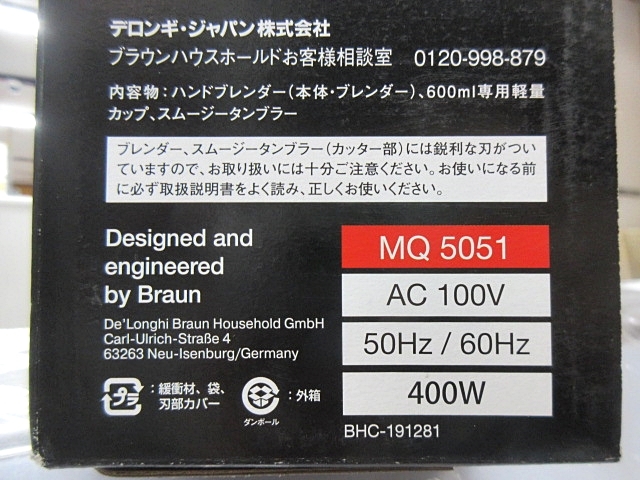 デロンギ・ジャパン株式会社
ブラウンハウスホールドお客様相談室 0120-998-879
内容物：ハンドブレンダー（本体・ブレンダー）、600ml専用軽量
カップ、スムージータンブラー
ブレンダー、スムージータンブラー（カッター部）には鋭利な刃がつい
ていますので、お取り扱いには十分ご注意ください。お使いになる前
に必ず取扱説明書をよく読み、正しくお使いください。
Designed and
engineered
by Braun
De'Longhi Braun Household GmbH
Carl-Ulrich-Straße 4
63263 Neu-Isenburg/Germany
プラ：緩衝材、袋、
刃部カバー
ダンボール：外箱
MQ 5051
AC 100V
50Hz / 60Hz
400W
BHC-191281